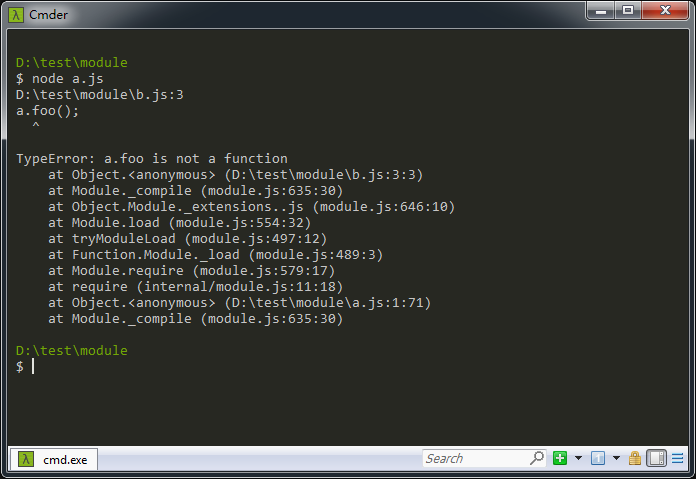 λ Cmder
D:\test\module
$ node a.js
D:\test\module\b.js:3
a.foo();
^
TypeError: a.foo is not a function
at Object.<anonymous> (D:\test\module\b.js:3:3)
at Module._compile (module.js:635:30)
at Object.Module._extensions..js (module.js:646:10)
at Module.load (module.js:554:32)
at tryModuleLoad (module.js:497:12)
at Function.Module._load (module.js:489:3)
at Module.require (module.js:579:17)
at require (internal/module.js:11:18)
at Object.<anonymous> (D:\test\module\a.js:1:71)
at Module._compile (module.js:635:30)
D:\test\module
$
λ cmd.exe
Search